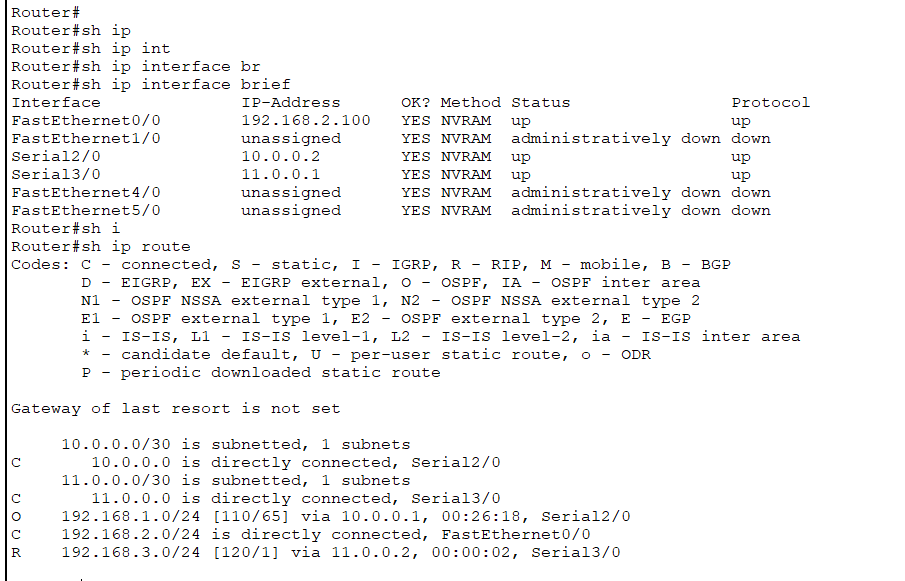 Router#
Router#sh ip
Router#sh ip int
Router#sh ip interface br
Router#sh ip interface brief
Interface              IP-Address      OK? Method Status                Protocol
FastEthernet0/0        192.168.2.100   YES NVRAM  up                    up
FastEthernet1/0        unassigned      YES NVRAM  administratively down down
Serial2/0              10.0.0.2        YES NVRAM  up                    up
Serial3/0              11.0.0.1        YES NVRAM  up                    up
FastEthernet4/0        unassigned      YES NVRAM  administratively down down
FastEthernet5/0        unassigned      YES NVRAM  administratively down down
Router#sh i
Router#sh ip route
Codes: C - connected, S - static, I - IGRP, R - RIP, M - mobile, B - BGP
       D - EIGRP, EX - EIGRP external, O - OSPF, IA - OSPF inter area
       N1 - OSPF NSSA external type 1, N2 - OSPF NSSA external type 2
       E1 - OSPF external type 1, E2 - OSPF external type 2, E - EGP
       i - IS-IS, L1 - IS-IS level-1, L2 - IS-IS level-2, ia - IS-IS inter area
       * - candidate default, U - per-user static route, o - ODR
       P - periodic downloaded static route

Gateway of last resort is not set

     10.0.0.0/30 is subnetted, 1 subnets
C       10.0.0.0 is directly connected, Serial2/0
     11.0.0.0/30 is subnetted, 1 subnets
C       11.0.0.0 is directly connected, Serial3/0
O    192.168.1.0/24 [110/65] via 10.0.0.1, 00:26:18, Serial2/0
C    192.168.2.0/24 is directly connected, FastEthernet0/0
R    192.168.3.0/24 [120/1] via 11.0.0.2, 00:00:02, Serial3/0